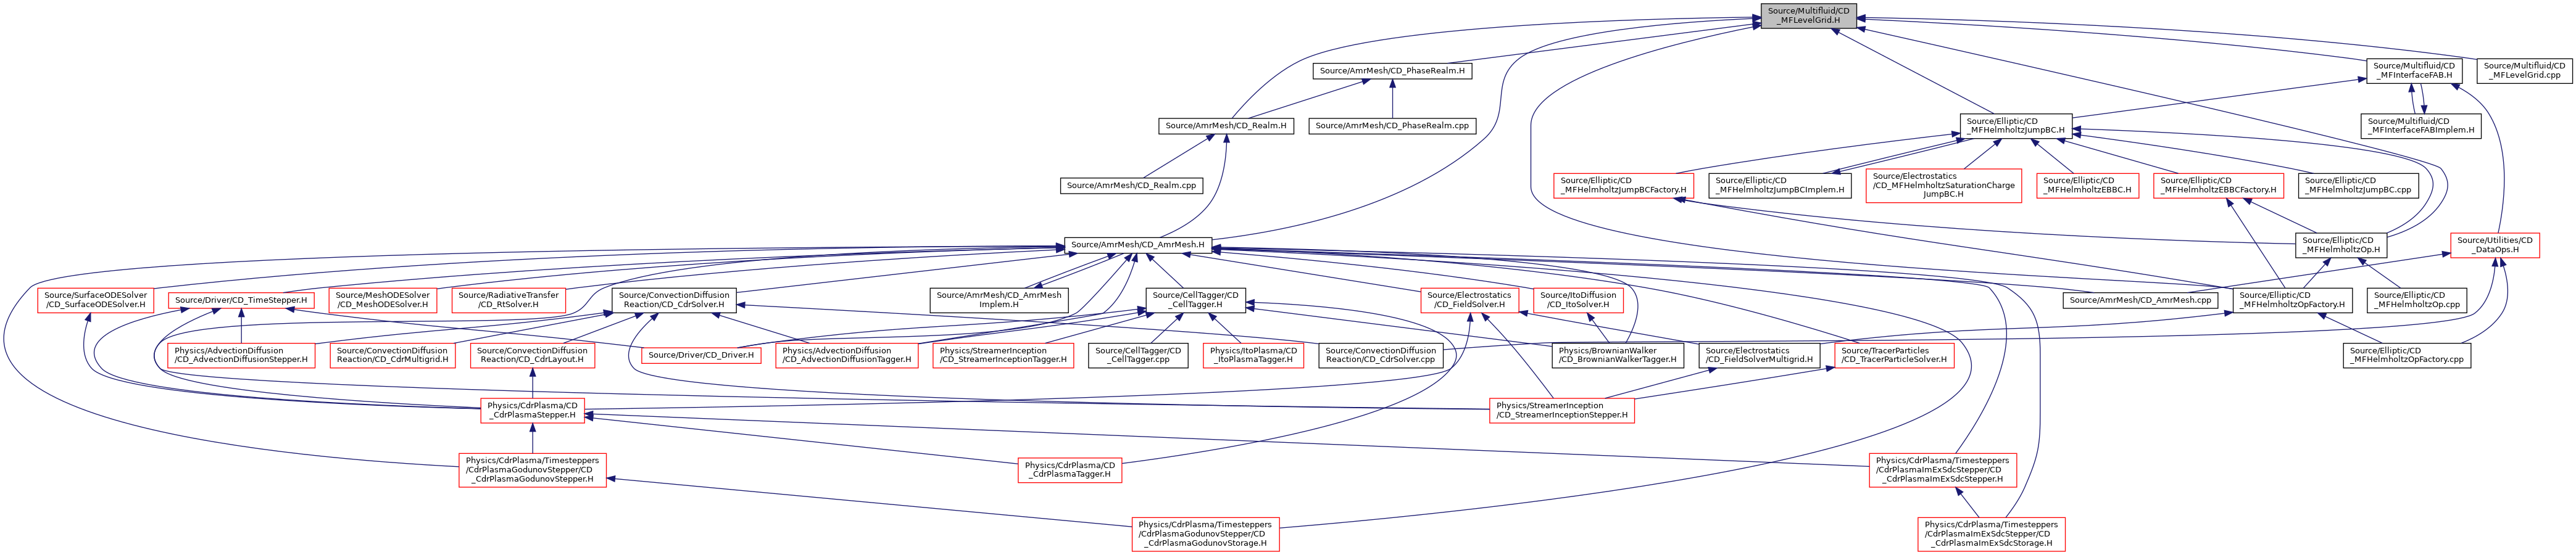 Source/Multifluid/CD
_MFLevelGrid.H
Source/AmrMesh/CD_PhaseRealm.H
Source/Multifluid/CD
_MFInterfaceFAB.H
Source/Multifluid/CD
_MFLevelGrid.cpp
Source/AmrMesh/CD_Realm.H
Source/AmrMesh/CD_PhaseRealm.cpp
Source/Elliptic/CD
_MFHelmholtzJumpBC.H
Source/Multifluid/CD
_MFInterfaceFABImplem.H
Source/AmrMesh/CD_Realm.cpp
Source/Elliptic/CD
_MFHelmholtzJumpBCFactory.H
Source/Elliptic/CD
_MFHelmholtzJumpBCImplem.H
Source/Electrostatics
/CD_MFHelmholtzSaturationCharge
JumpBC.H
Source/Elliptic/CD
_MFHelmholtzEBBC.H
Source/Elliptic/CD
_MFHelmholtzEBBCFactory.H
Source/Elliptic/CD
_MFHelmholtzJumpBC.cpp
Source/AmrMesh/CD_AmrMesh.H
Source/Elliptic/CD
_MFHelmholtzOp.H
Source/Utilities/CD
_DataOps.H
Source/SurfaceODESolver
/CD_SurfaceODESolver.H
Source/Driver/CD_TimeStepper.H
Source/MeshODESolver
/CD_MeshODESolver.H
Source/RadiativeTransfer
/CD_RtSolver.H
Source/ConvectionDiffusion
Reaction/CD_CdrSolver.H
Source/AmrMesh/CD_AmrMesh
Implem.H
Source/CellTagger/CD
_CellTagger.H
Source/Electrostatics
/CD_FieldSolver.H
Source/ItoDiffusion
/CD_ItoSolver.H
Source/AmrMesh/CD_AmrMesh.cpp
Source/Elliptic/CD
_MFHelmholtzOpFactory.H
Source/Elliptic/CD
_MFHelmholtzOp.cpp
Physics/AdvectionDiffusion
/CD_AdvectionDiffusionStepper.H
Source/ConvectionDiffusion
Reaction/CD_CdrMultigrid.H
Source/ConvectionDiffusion
Reaction/CD_CdrLayout.H
Source/Driver/CD_Driver.H
Physics/AdvectionDiffusion
/CD_AdvectionDiffusionTagger.H
Physics/StreamerInception
/CD_StreamerInceptionTagger.H
Source/CellTagger/CD
_CellTagger.cpp
Physics/ItoPlasma/CD
_ItoPlasmaTagger.H
Source/ConvectionDiffusion
Reaction/CD_CdrSolver.cpp
Physics/BrownianWalker
/CD_BrownianWalkerTagger.H
Source/Electrostatics
/CD_FieldSolverMultigrid.H
Source/TracerParticles
/CD_TracerParticleSolver.H
Source/Elliptic/CD
_MFHelmholtzOpFactory.cpp
Physics/CdrPlasma/CD
_CdrPlasmaStepper.H
Physics/StreamerInception
/CD_StreamerInceptionStepper.H
Physics/CdrPlasma/Timesteppers
/CdrPlasmaGodunovStepper/CD
_CdrPlasmaGodunovStepper.H
Physics/CdrPlasma/CD
_CdrPlasmaTagger.H
Physics/CdrPlasma/Timesteppers
/CdrPlasmaImExSdcStepper/CD
_CdrPlasmaImExSdcStepper.H
Physics/CdrPlasma/Timesteppers
/CdrPlasmaGodunovStepper/CD
_CdrPlasmaGodunovStorage.H
Physics/CdrPlasma/Timesteppers
/CdrPlasmaImExSdcStepper/CD
_CdrPlasmaImExSdcStorage.H